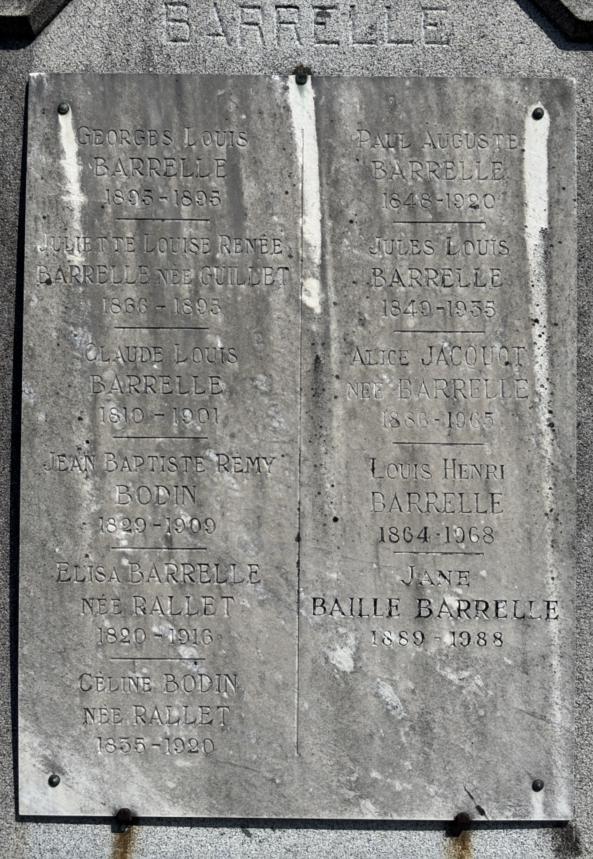 BARRELLE
GEORGES LOUIS
BARRELLE
1895-1895
JULIETTE LOUISE RENÉE
BARRELLE NÉE GUILLET
1866-1895
CLAUDE LOUIS
BARRELLE
1810-1901
JEAN BAPTISTE REMY
BODIN
1829-1909
ELISA BARRELLE
NÉE RALLET
1820-1916
CÉLINE BODIN
NÉE RALLET
1835-1920
PAUL AUGUSTE
BARRELLE
1848-1920
JULES LOUIS
BARRELLE
1849-1935
ALICE JACQUOT
NÉE BARRELLE
1886-1965
LOUIS HENRI
BARRELLE
1864-1968
JANE
BAILLE BARRELLE
1889-1988